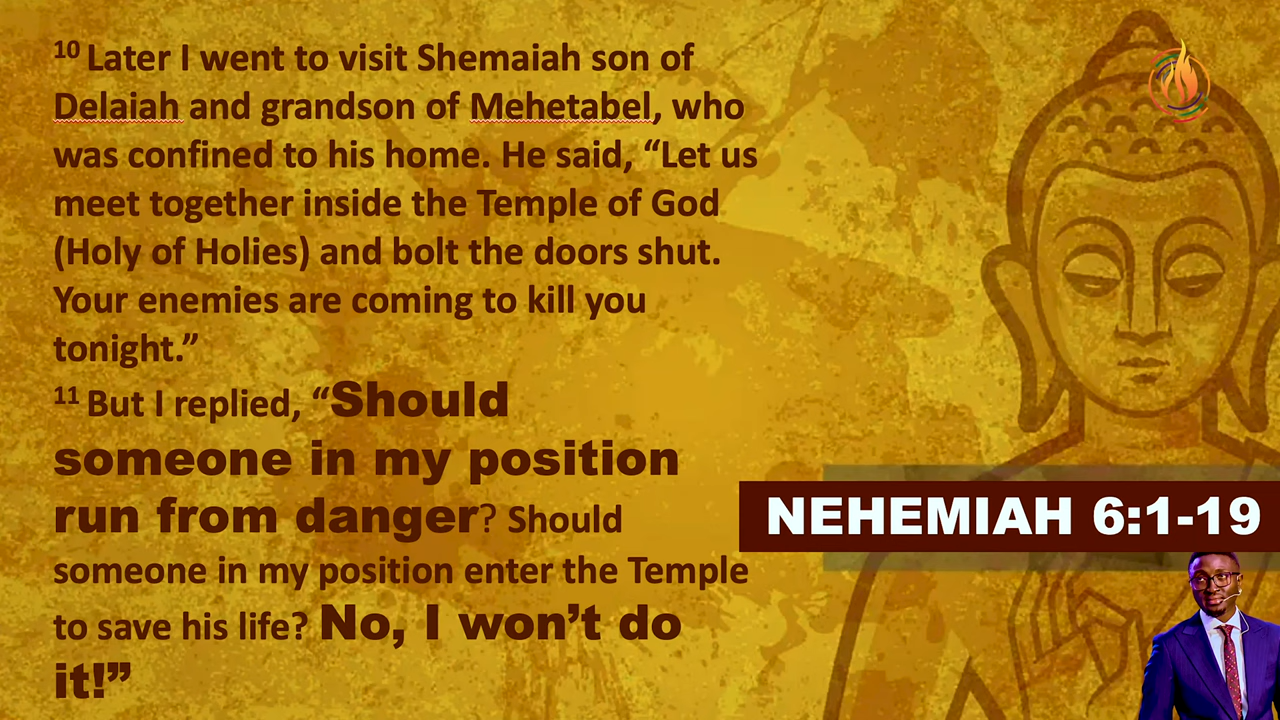 10 Later I went to visit Shemaiah son of
Delaiah and grandson of Mehetabel, who
was confined to his home. He said, “Let us
meet together inside the Temple of God
(Holy of Holies) and bolt the doors shut.
Your enemies are coming to kill you
tonight.”
11 But I replied, “Should
someone in my position
run from danger? Should
someone in my position enter the Temple
to save his life? No, I won’t do
it!”
NEHEMIAH 6:1-19